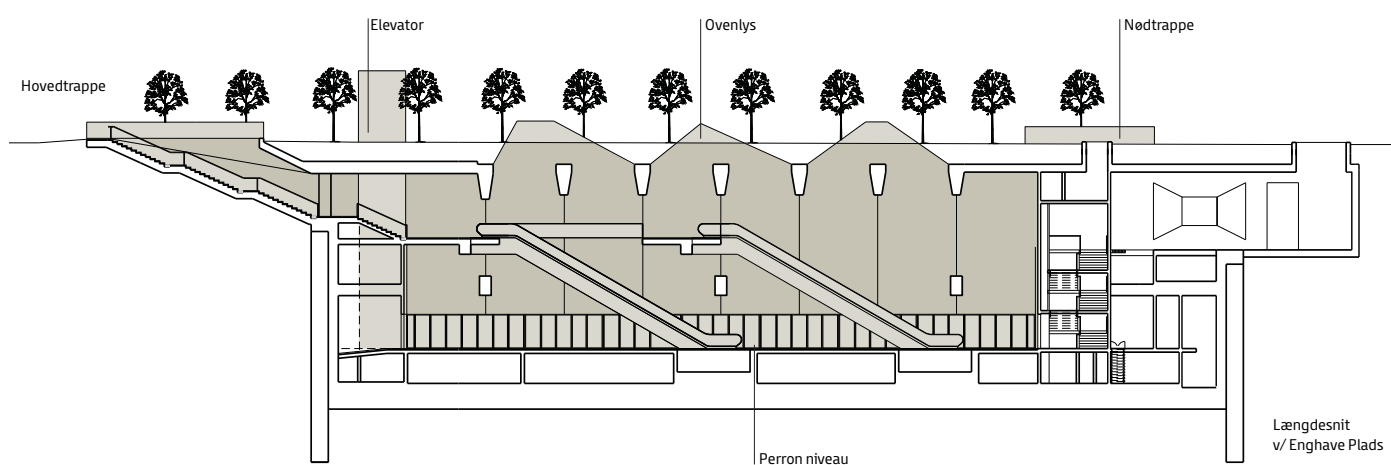 Elevator
Ovenlys
Nødtrappe
Hovedtrappe
Perron niveau
Længdesnit
v/ Enghave Plads